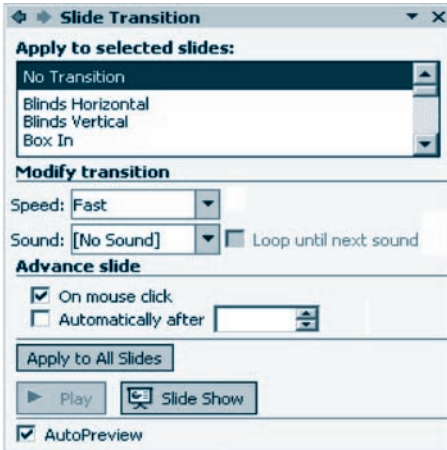 Slide Transition
Apply to selected slides:
No Transition
Blinds Horizontal
Blinds Vertical
Box In
Modify transition
Speed: Fast
Sound: [No Sound] Loop until next sound
Advance slide
On mouse click
Automatically after
Apply to All Slides
Play Slide Show
AutoPreview